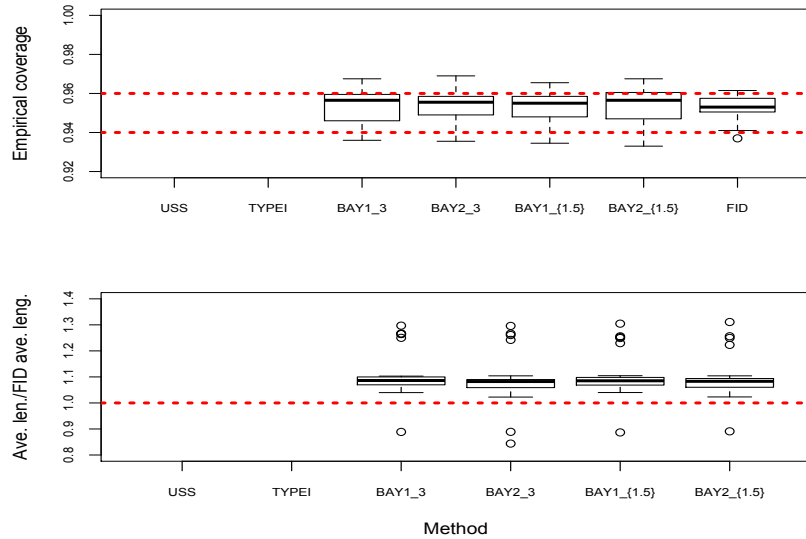 Empirical coverage
1.00
0.98
0.96
0.94
0.92
USS TYPEI BAY1_3 BAY2_3 BAY1_{1.5} BAY2_{1.5} FID
Ave. len./FID ave. leng.
1.4
1.3
1.2
1.1
1.0
0.9
0.8
USS TYPEI BAY1_3 BAY2_3 BAY1_{1.5} BAY2_{1.5}
Method